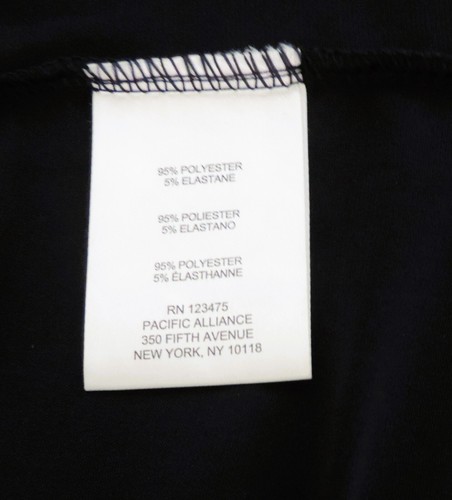 95% POLYESTER
5% ELASTANE
95% POLIESTER
5% ELASTANO
95% POLYESTER
5% ÉLASTHANNE
RN 123475
PACIFIC ALLIANCE
350 FIFTH AVENUE
NEW YORK, NY 10118